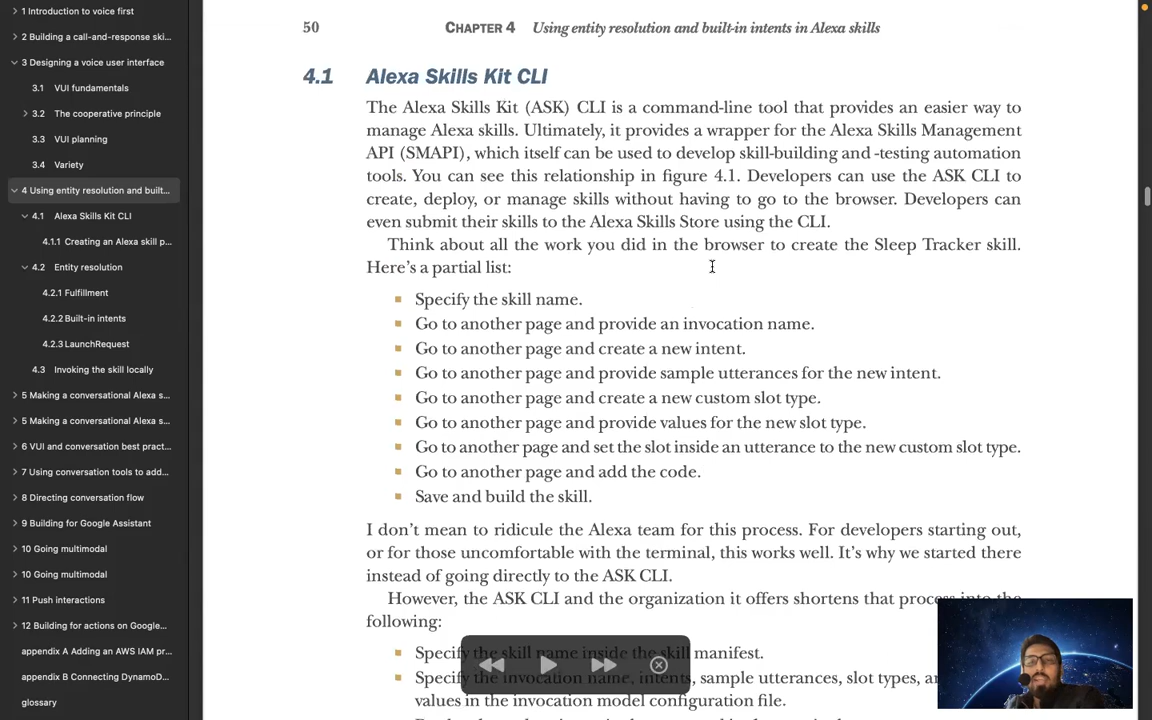 1 Introduction to voice first
2 Building a call-and-response ski...
3 Designing a voice user interface
3.1 VUI fundamentals
3.2 The cooperative principle
3.3 VUI planning
3.4 Variety
4 Using entity resolution and built...
4.1 Alexa Skills Kit CLI
4.1.1 Creating an Alexa skill p...
4.2 Entity resolution
4.2.1 Fulfillment
4.2.2 Built-in intents
4.2.3 LaunchRequest
4.3 Invoking the skill locally
5 Making a conversational Alexa s...
5 Making a conversational Alexa s...
6 VUI and conversation best pract...
7 Using conversation tools to add...
8 Directing conversation flow
9 Building for Google Assistant
10 Going multimodal
10 Going multimodal
11 Push interactions
12 Building for actions on Google...
appendix A Adding an AWS IAM pr...
appendix B Connecting DynamoD...
glossary
50 CHAPTER 4 Using entity resolution and built-in intents in Alexa skills
4.1 Alexa Skills Kit CLI
The Alexa Skills Kit (ASK) CLI is a command-line tool that provides an easier way to
manage Alexa skills. Ultimately, it provides a wrapper for the Alexa Skills Management
API (SMAPI), which itself can be used to develop skill-building and -testing automation
tools. You can see this relationship in figure 4.1. Developers can use the ASK CLI to
create, deploy, or manage skills without having to go to the browser. Developers can
even submit their skills to the Alexa Skills Store using the CLI.
Think about all the work you did in the browser to create the Sleep Tracker skill.
Here's a partial list:
■ Specify the skill name.
■ Go to another page and provide an invocation name.
■ Go to another page and create a new intent.
■ Go to another page and provide sample utterances for the new intent.
■ Go to another page and create a new custom slot type.
■ Go to another page and provide values for the new slot type.
■ Go to another page and set the slot inside an utterance to the new custom slot type.
■ Go to another page and add the code.
■ Save and build the skill.
I don't mean to ridicule the Alexa team for this process. For developers starting out,
or for those uncomfortable with the terminal, this works well. It's why we started there
instead of going directly to the ASK CLI.
However, the ASK CLI and the organization it offers shortens that process into the
following:
■ Specify the skill name inside the skill manifest.
■ Specify the invocation name, intents, sample utterances, slot types,
values in the invocation model configuration file.